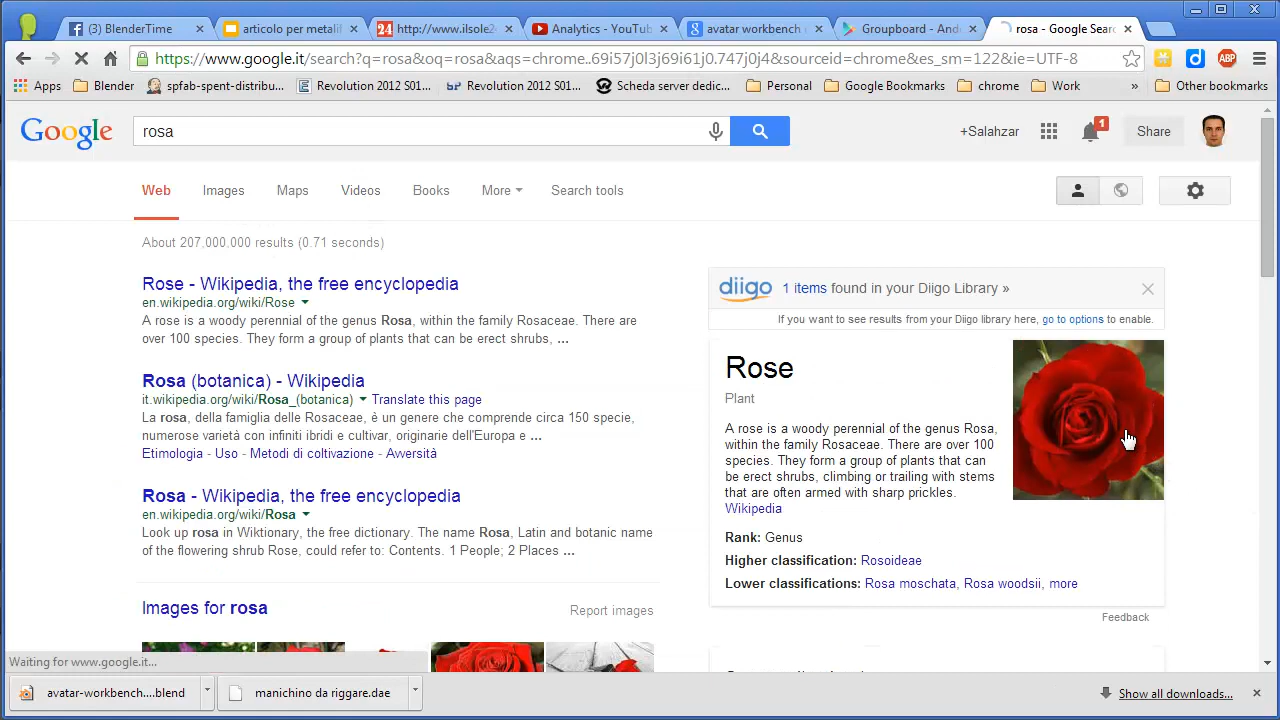 (3) BlenderTime
articolo per metalif
24 http://www.ilsole24
Analytics - YouTub
avatar workbench c
Groupboard - And
rosa - Google Searc
https://www.google.it/search?q=rosa&oq=rosa&aqs=chrome..69i57j0l3j69i61j0.747j0j4&sourceid=chrome&es_sm=122&ie=UTF-8
ABP
Apps
Blender
spfab-spent-distribu...
Revolution 2012 S01...
bp Revolution 2012 S01...
Scheda server dedic...
Personal
Google Bookmarks
chrome
Work
»
Other bookmarks
Google
rosa
+Salahzar
1
Share
Web
Images
Maps
Videos
Books
More
Search tools
About 207,000,000 results (0.71 seconds)
Rose - Wikipedia, the free encyclopedia
en.wikipedia.org/wiki/Rose
A rose is a woody perennial of the genus Rosa, within the family Rosaceae. There are
over 100 species. They form a group of plants that can be erect shrubs, ...
Rosa (botanica) - Wikipedia
it.wikipedia.org/wiki/Rosa_(botanica) Translate this page
La rosa, della famiglia delle Rosaceae, è un genere che comprende circa 150 specie,
numerose varietà con infiniti ibridi e cultivar, originarie dell'Europa e ...
Etimologia - Uso - Metodi di coltivazione - Avversità
Rosa - Wikipedia, the free encyclopedia
en.wikipedia.org/wiki/Rosa
Look up rosa in Wiktionary, the free dictionary. The name Rosa, Latin and botanic name
of the flowering shrub Rose, could refer to: Contents. 1 People; 2 Places ...
Images for rosa
Report images
diigo 1 items found in your Diigo Library »
If you want to see results from your Diigo library here, go to options to enable.
Rose
Plant
A rose is a woody perennial of the genus Rosa,
within the family Rosaceae. There are over 100
species. They form a group of plants that can
be erect shrubs, climbing or trailing with stems
that are often armed with sharp prickles.
Wikipedia
Rank: Genus
Higher classification: Rosoideae
Lower classifications: Rosa moschata, Rosa woodsii, more
Feedback
Waiting for www.google.it...
avatar-workbench....blend
manichino da riggare.dae
Show all downloads...